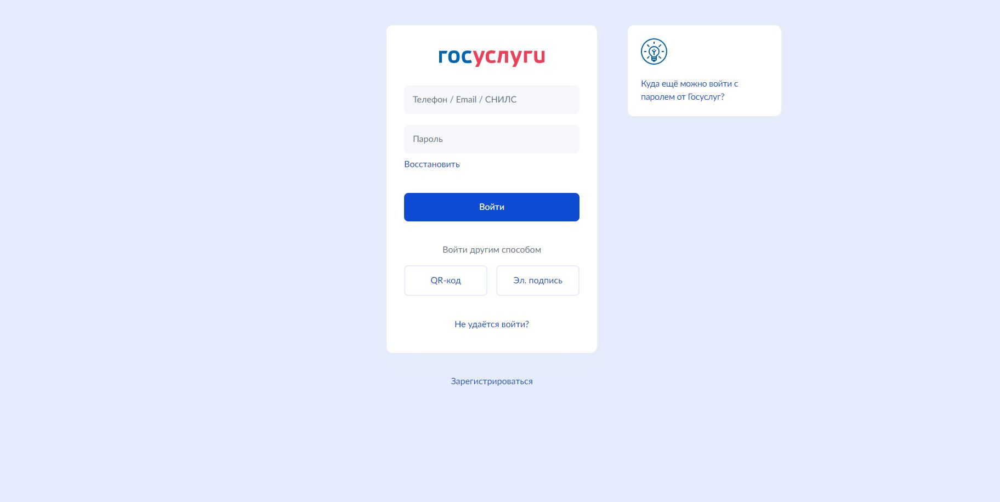 госуслуги
Телефон / Email / СНИЛС
Пароль
Восстановить
Войти
Войти другим способом
QR-код
Эл. подпись
Не удаётся войти?
Зарегистрироваться
Куда ещё можно войти с
паролем от Госуслуг?